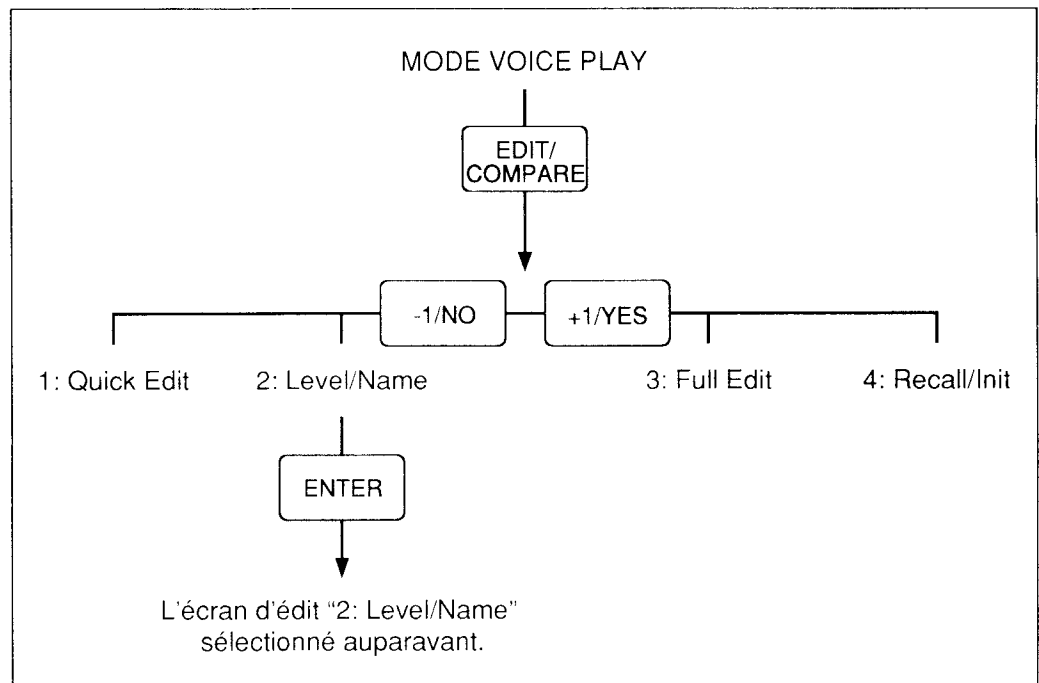 MODE VOICE PLAY
EDIT/
COMPARE
-1/NO
+1/YES
1: Quick Edit
2: Level/Name
3: Full Edit
4: Recall/Init
ENTER
L'écran d'édit “2: Level/Name”
sélectionné auparavant.